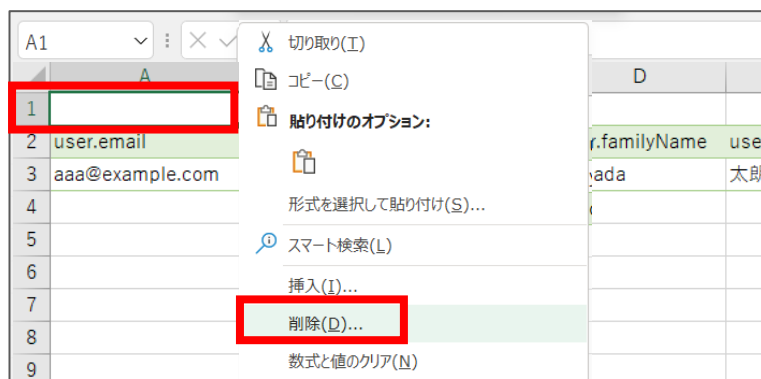 A1
切り取り(T)
コピー(C)
貼り付けのオプション:
形式を選択して貼り付け(S)...
スマート検索(L)
挿入(I)...
削除(D)...
数式と値のクリア(N)
A D
1
2 user.email .familyName use
3 aaa@example.com ada 太朗
4
5
6
7
8
9